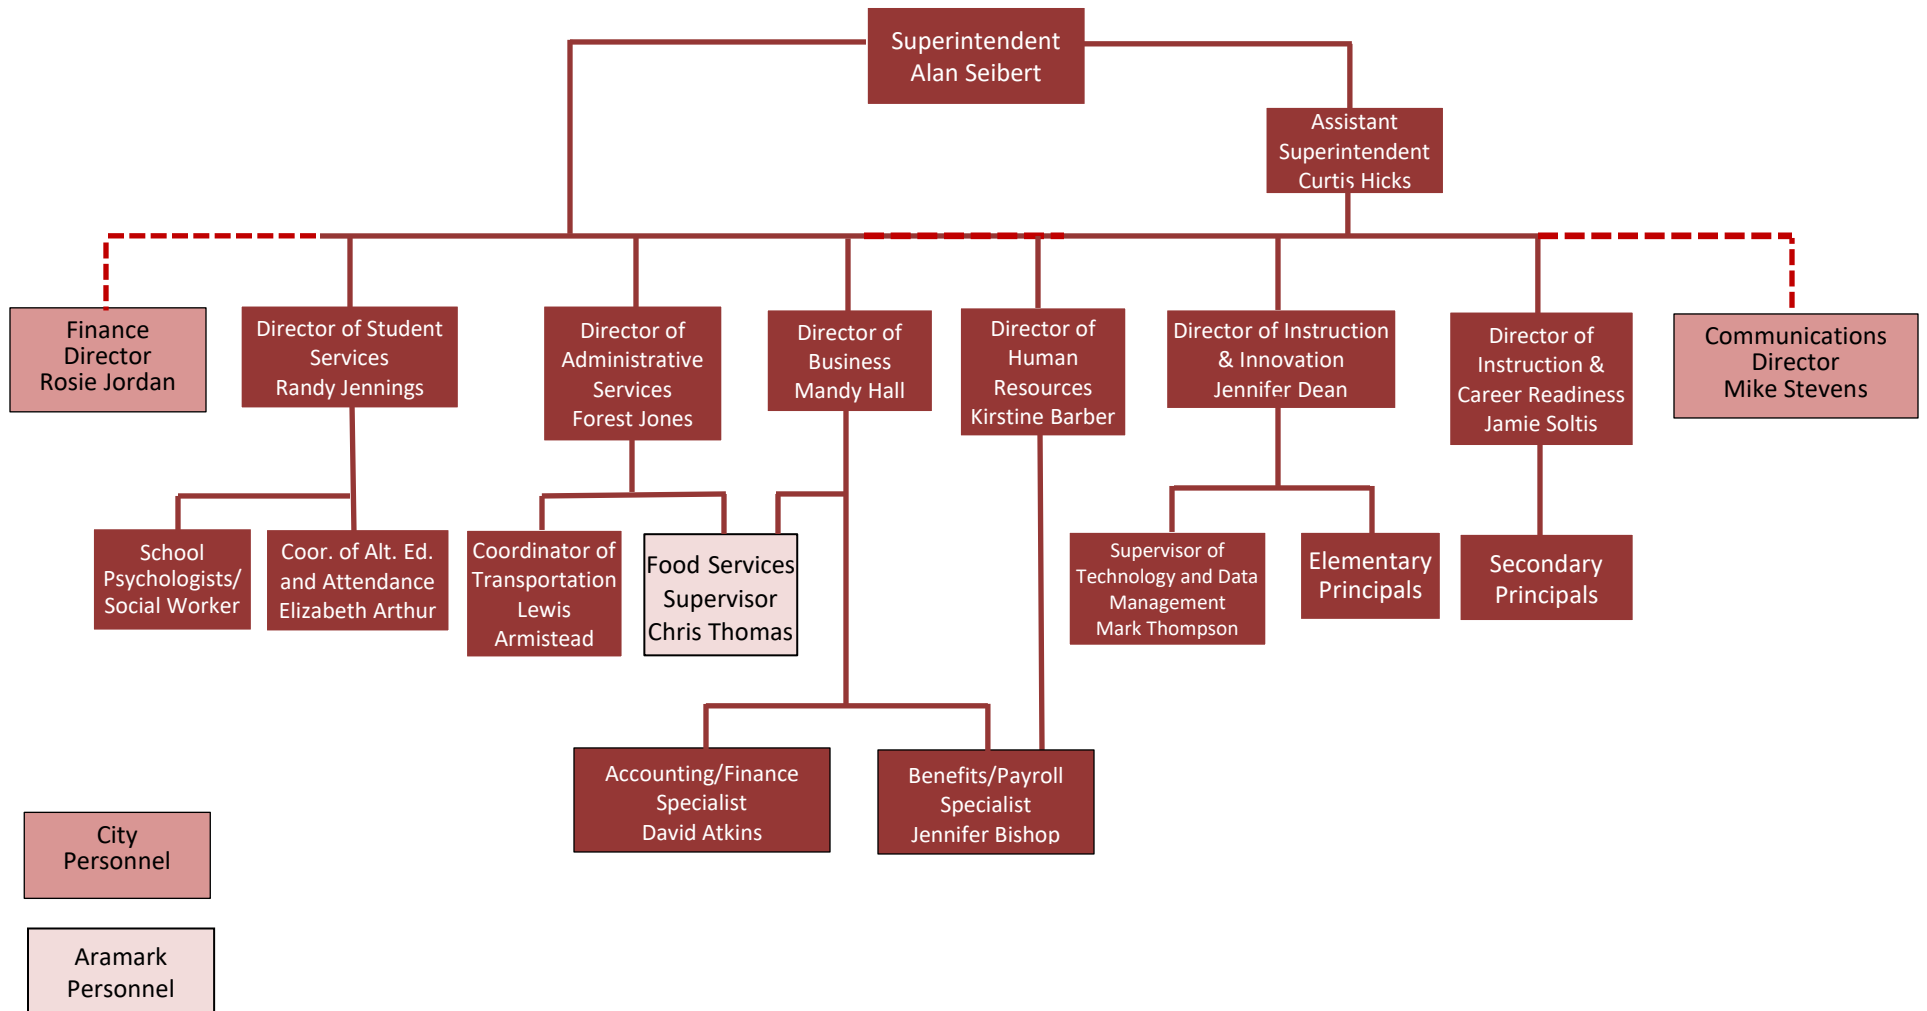 Superintendent
Alan Seibert
Assistant
Superintendent
Curtis Hicks
Finance
Director
Rosie Jordan
Director of Student
Services
Randy Jennings
Director of
Administrative
Services
Forest Jones
Director of
Business
Mandy Hall
Director of
Human
Resources
Kirstine Barber
Director of Instruction
& Innovation
Jennifer Dean
Director of
Instruction &
Career Readiness
Jamie Soltis
Communications
Director
Mike Stevens
School
Psychologists/
Social Worker
Coor. of Alt. Ed.
and Attendance
Elizabeth Arthur
Coordinator of
Transportation
Lewis
Armistead
Food Services
Supervisor
Chris Thomas
Supervisor of
Technology and Data
Management
Mark Thompson
Elementary
Principals
Secondary
Principals
Accounting/Finance
Specialist
David Atkins
Benefits/Payroll
Specialist
Jennifer Bishop
City
Personnel
Aramark
Personnel